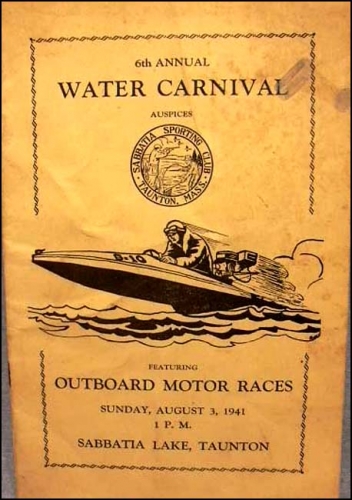 6th ANNUAL
WATER CARNIVAL
AUSPICES
SABBATIA SPORTING CLUB
TAUNTON, MASS.
S-10
FEATURING
OUTBOARD MOTOR RACES
SUNDAY, AUGUST 3, 1941
1 P. M.
SABBATIA LAKE, TAUNTON